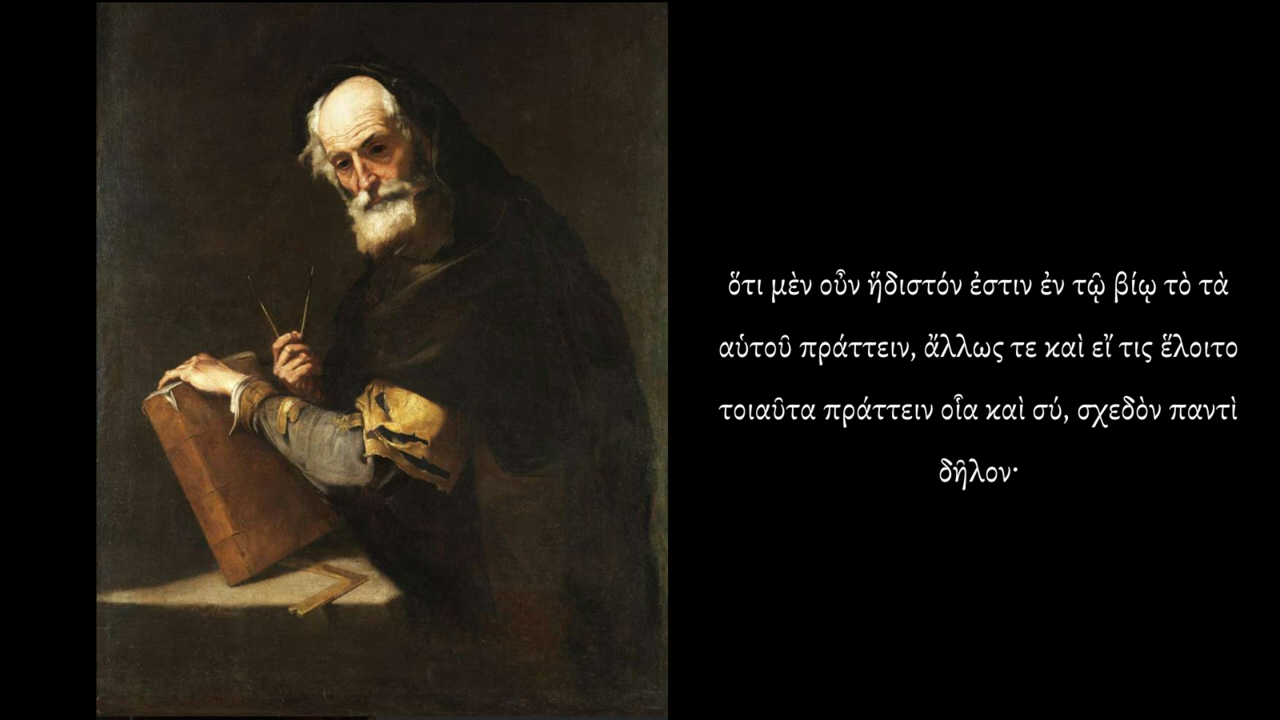 ὅτι μὲν οὖν ἥδιστόν ἐστιν ἐν τῷ βίῳ τὸ τὰ
αὑτοῦ πράττειν, ἄλλως τε καὶ εἴ τις ἕλοιτο
τοιαῦτα πράττειν οἷα καὶ σύ, σχεδὸν παντὶ
δῆλον·